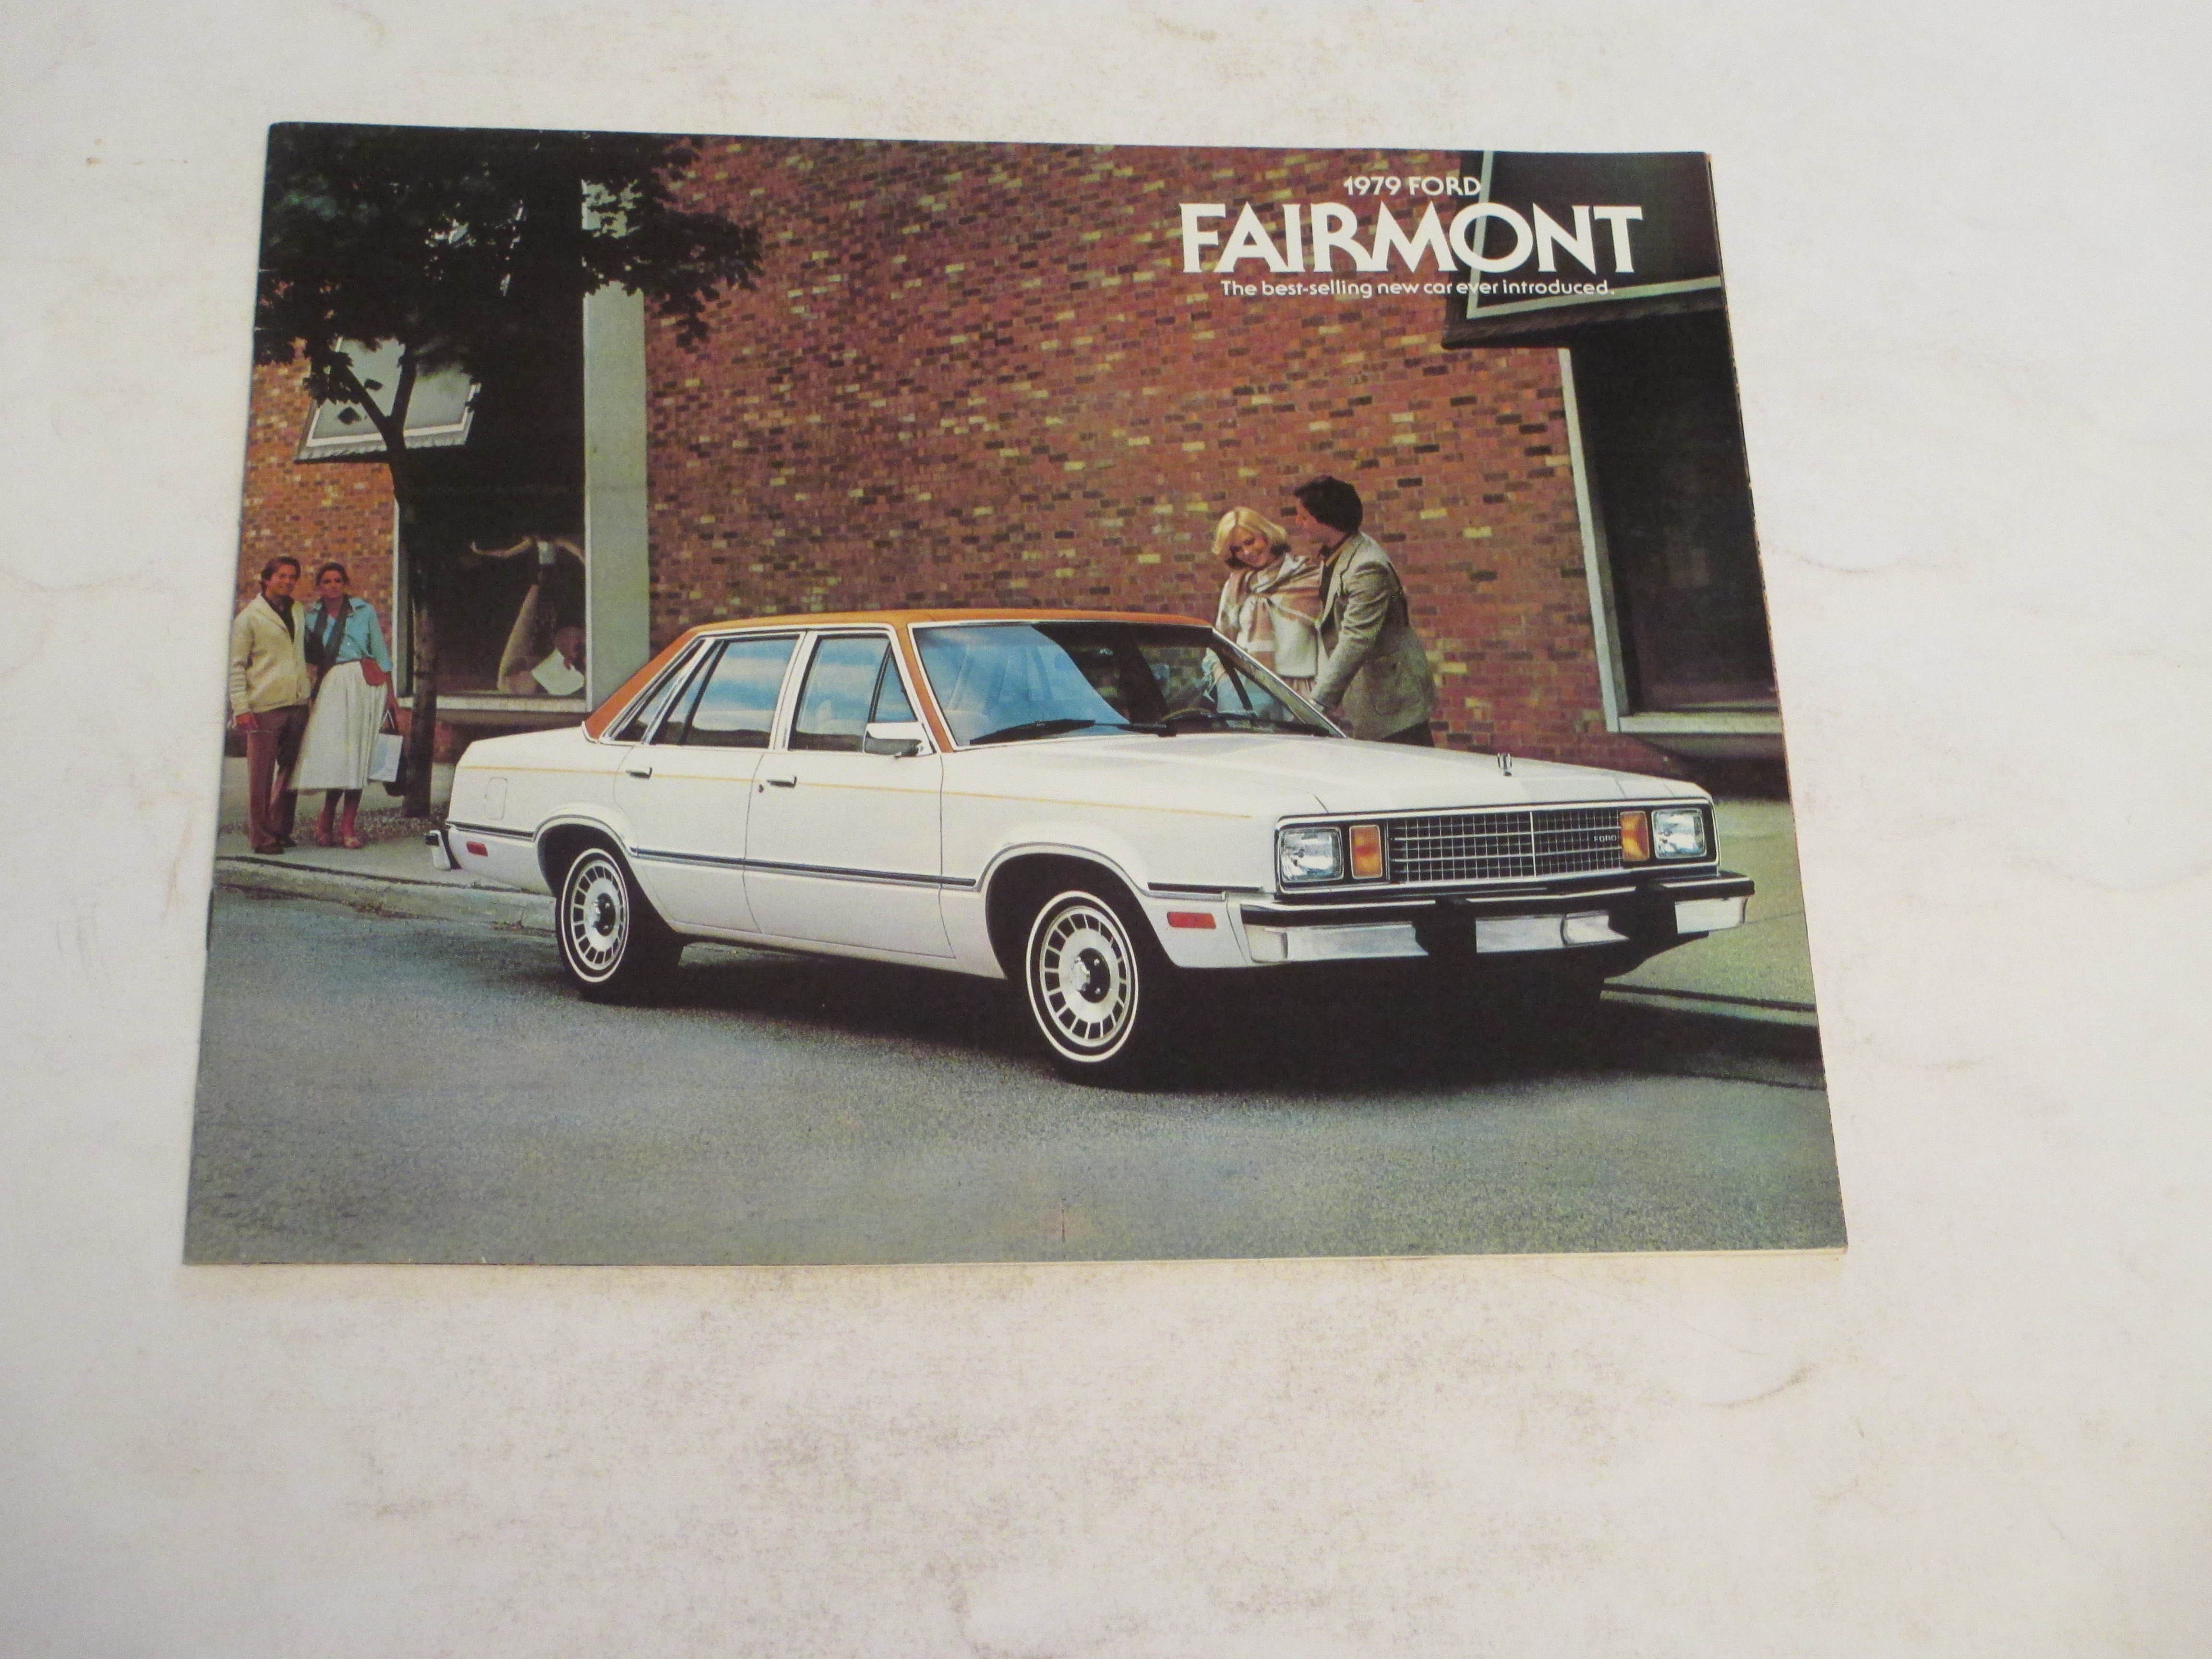 1979 FORD
FAIRMONT
The best-selling new car ever introduced.
FORD